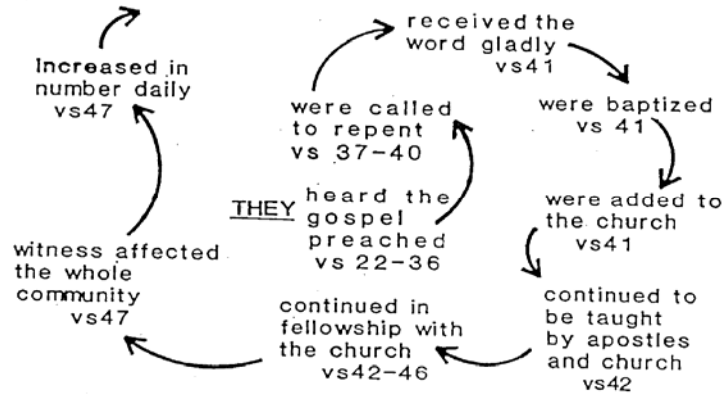 THEY heard the
gospel
preached
vs 22-36
were called
to repent
vs 37-40
received the
word gladly
vs41
were baptized
vs 41
were added to
the church
vs41
continued to
be taught
by apostles
and church
vs42
continued in
fellowship with
the church
vs42-46
witness affected
the whole
community
vs47
Increased in
number daily
vs47